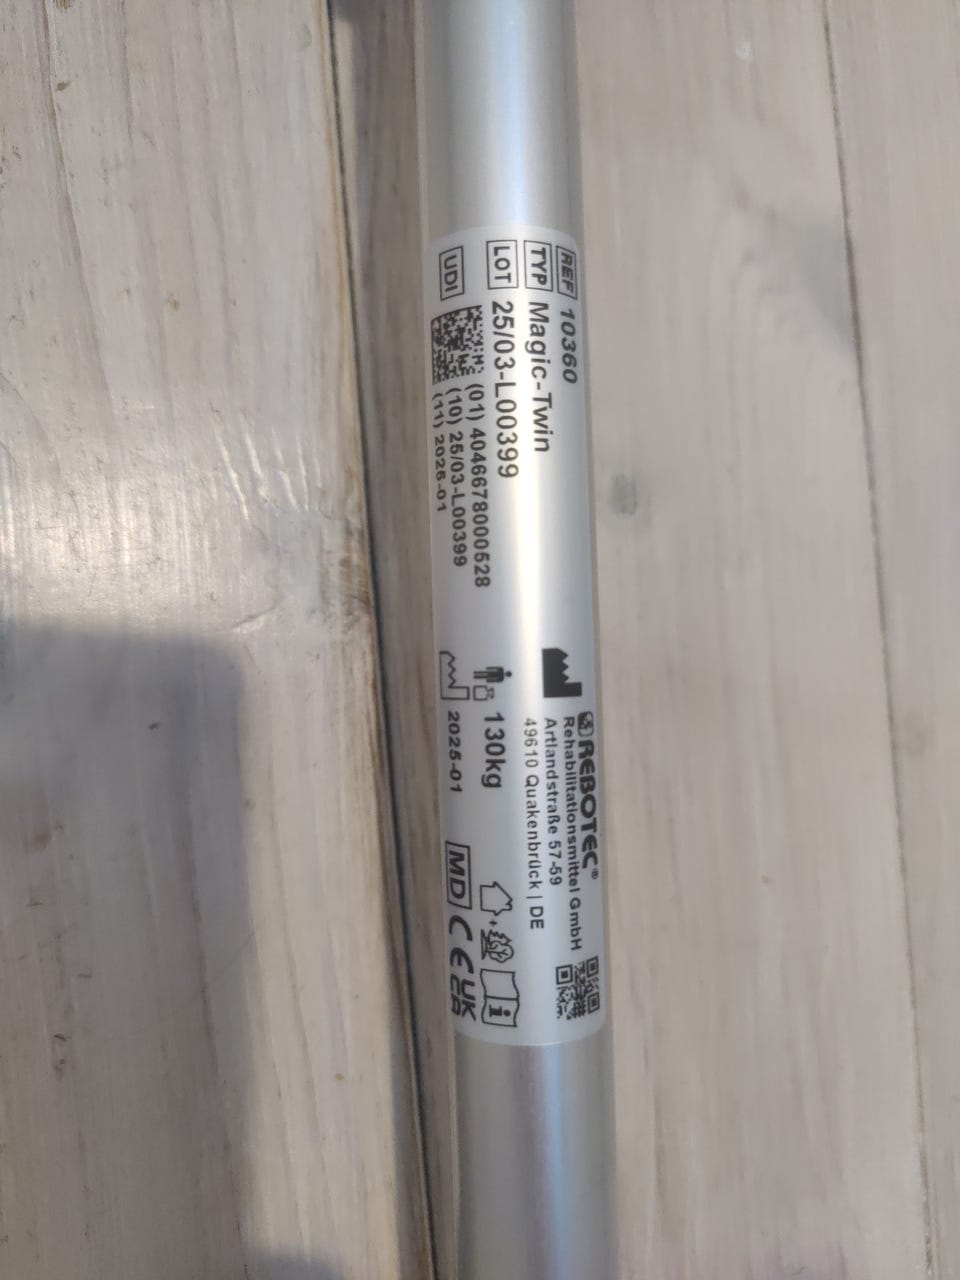 REF 10360
TYP Magic-Twin
LOT 25/03-L00399
UDI
(01) 4046678000528
(10) 25/03-L00399
(11) 2025-01
REBOTEC®
Rehabilitationsmittel GmbH
Artlandstraße 57-59
49610 Quakenbrück | DE
130kg
2025-01
MD CE UK
CA